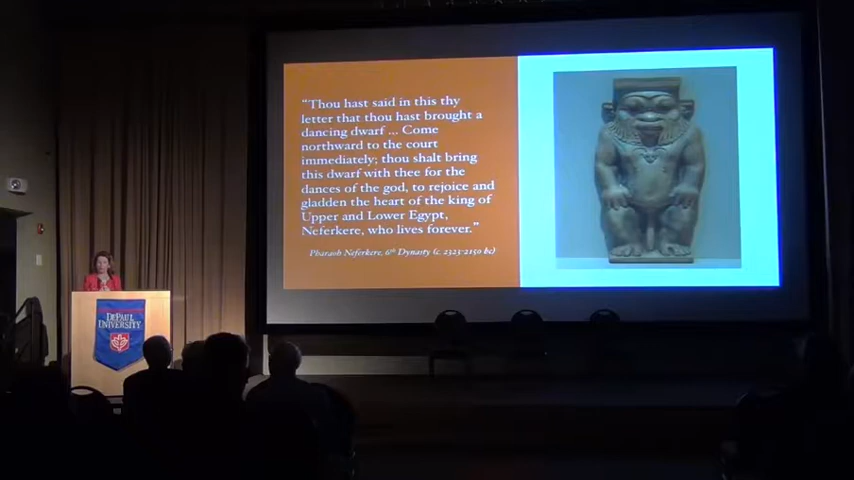 “Thou hast said in this thy
letter that thou hast brought a
dancing dwarf ... Come
northward to the court
immediately; thou shalt bring
this dwarf with thee for the
dances of the god, to rejoice and
gladden the heart of the king of
Upper and Lower Egypt,
Neferkere, who lives forever.”
Pharaoh Neferkere, 6th Dynasty (c. 2325-2150 bc)
DEPAUL
UNIVERSITY